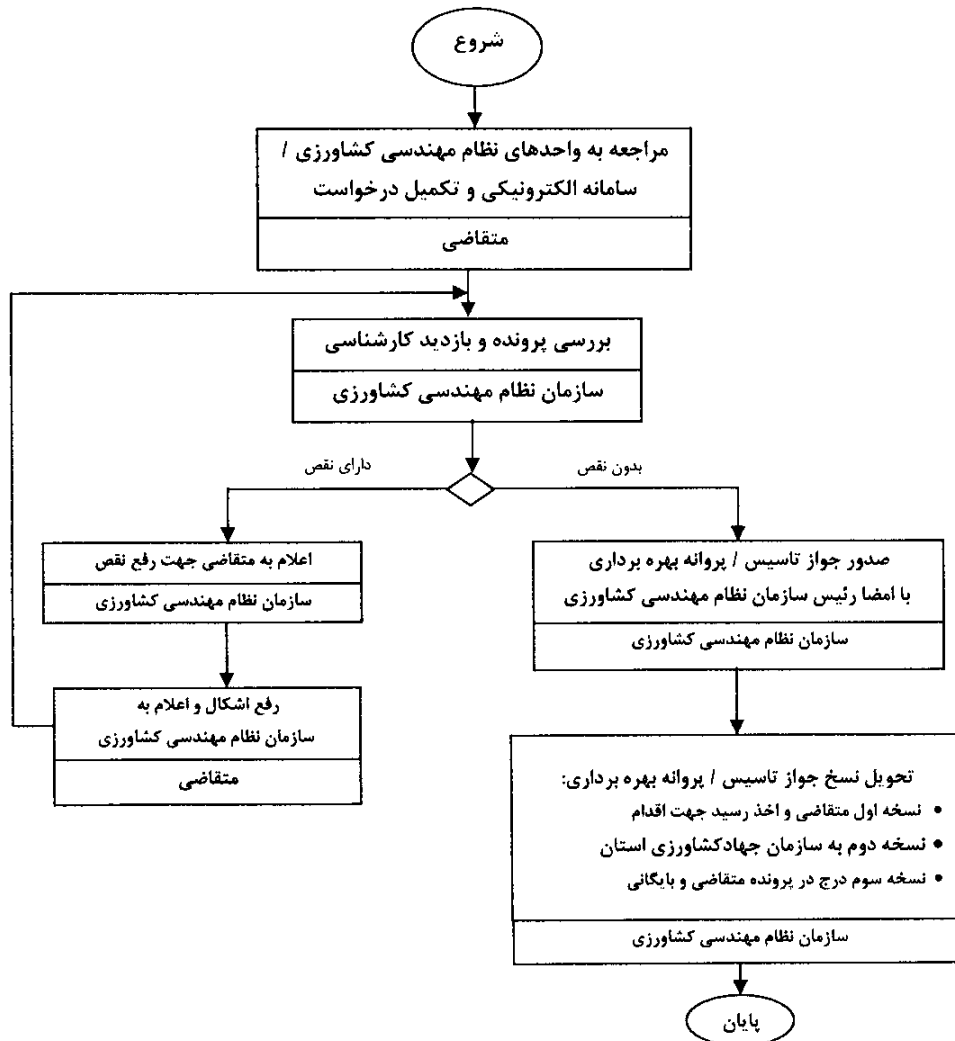 شروع
مراجعه به واحدهای نظام مهندسی کشاورزی /
سامانه الکترونیکی و تکمیل درخواست
متقاضی
بررسی پرونده و بازدید کارشناسی
سازمان نظام مهندسی کشاورزی
بدون نقص
دارای نقص
صدور جواز تاسیس / پروانه بهره برداری
با امضا رئیس سازمان نظام مهندسی کشاورزی
سازمان نظام مهندسی کشاورزی
اعلام به متقاضی جهت رفع نقص
سازمان نظام مهندسی کشاورزی
رفع اشکال و اعلام به
سازمان نظام مهندسی کشاورزی
متقاضی
تحویل نسخ جواز تاسیس / پروانه بهره برداری:
• نسخه اول متقاضی و اخذ رسید جهت اقدام
• نسخه دوم به سازمان جهادکشاورزی استان
• نسخه سوم درج در پرونده متقاضی و بایگانی
سازمان نظام مهندسی کشاورزی
پایان